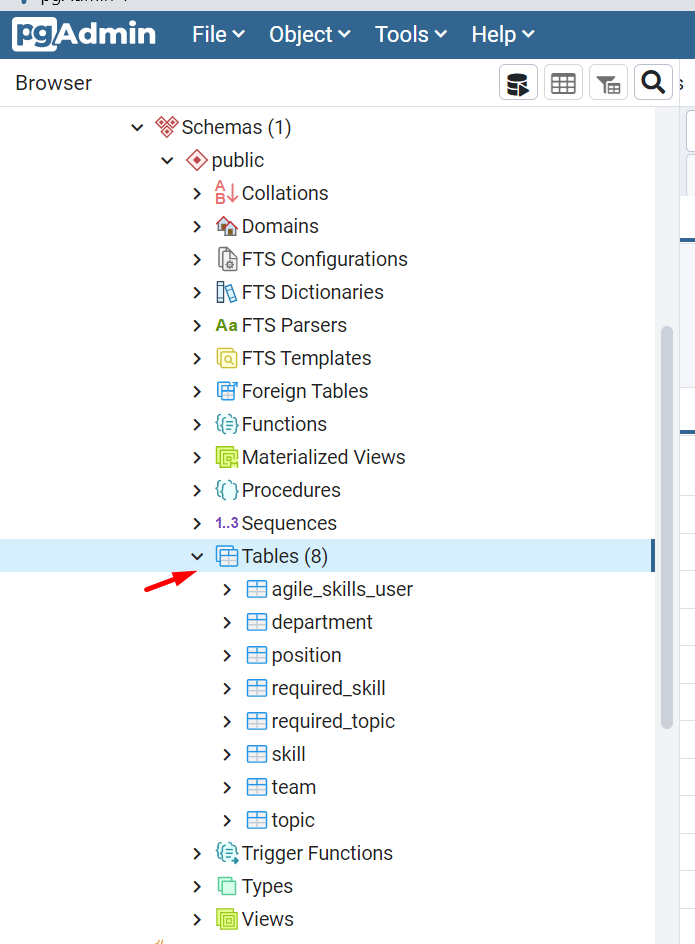 pgAdmin 4
pgAdmin File Object Tools Help
Browser
Schemas (1)
public
Collations
Domains
FTS Configurations
FTS Dictionaries
Aa FTS Parsers
FTS Templates
Foreign Tables
Functions
Materialized Views
Procedures
1..3 Sequences
Tables (8)
agile_skills_user
department
position
required_skill
required_topic
skill
team
topic
Trigger Functions
Types
Views